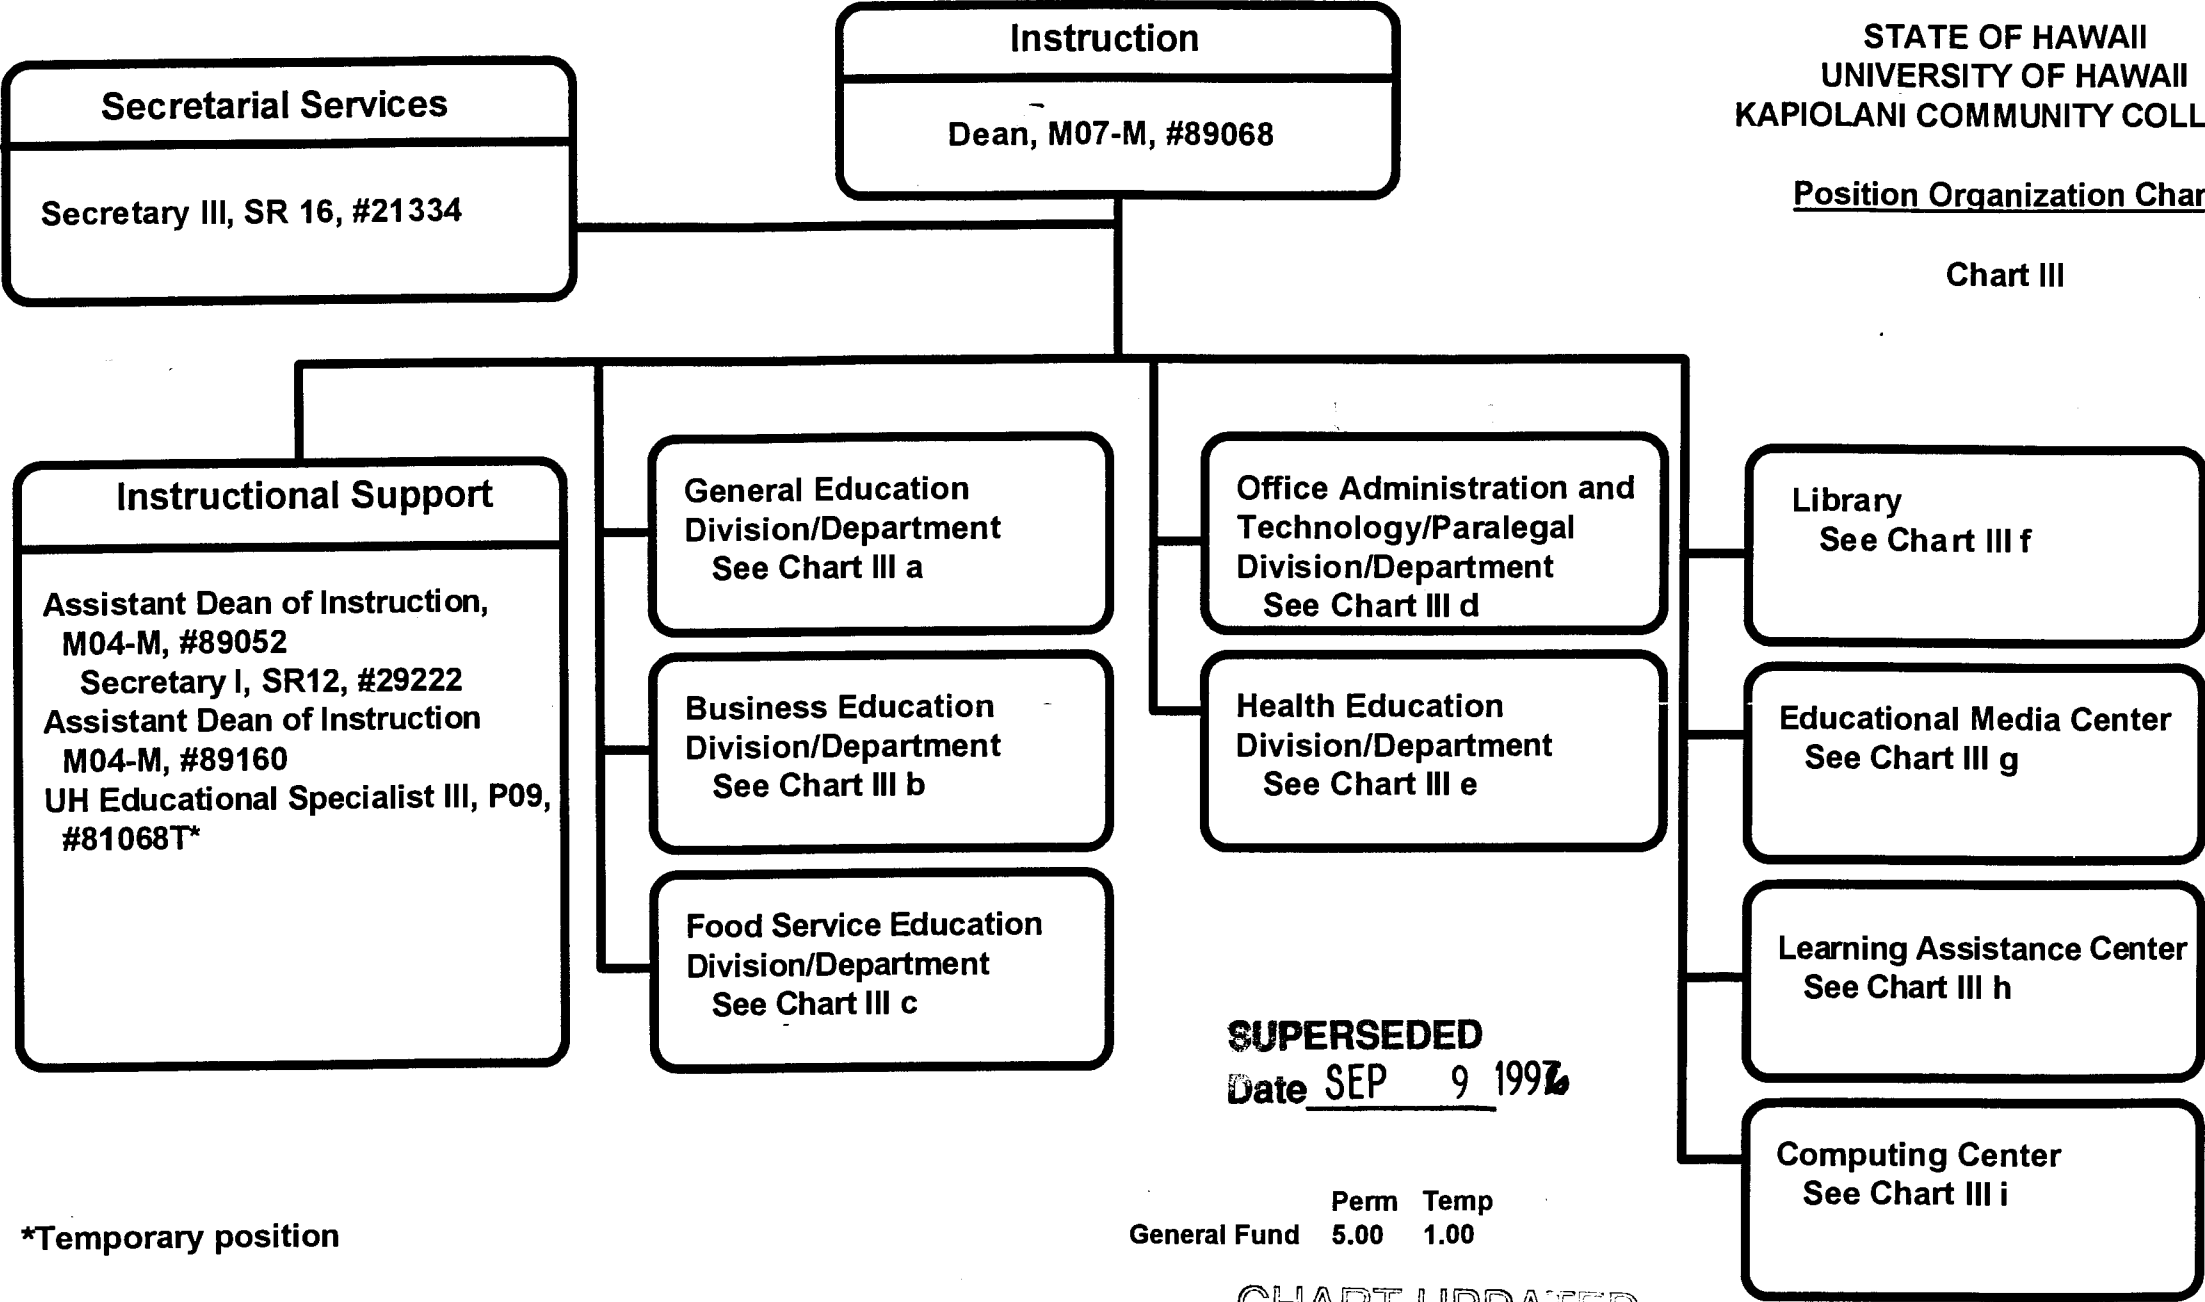 STATE OF HAWAII
UNIVERSITY OF HAWAII
KAPIOLANI COMMUNITY COLL
Position Organization Char
Chart III
Instruction
Dean, M07-M, #89068
Secretarial Services
Secretary III, SR 16, #21334
Instructional Support
Assistant Dean of Instruction,
M04-M, #89052
Secretary I, SR12, #29222
Assistant Dean of Instruction
M04-M, #89160
UH Educational Specialist III, P09,
#81068T*
General Education
Division/Department
See Chart III a
Business Education
Division/Department
See Chart III b
Food Service Education
Division/Department
See Chart III c
Office Administration and
Technology/Paralegal
Division/Department
See Chart III d
Health Education
Division/Department
See Chart III e
Library
See Chart III f
Educational Media Center
See Chart III g
Learning Assistance Center
See Chart III h
Computing Center
See Chart III i
SUPERSEDED
Date SEP 9
Perm Temp
General Fund 5.00 1.00
*Temporary position
CHART UPDATED